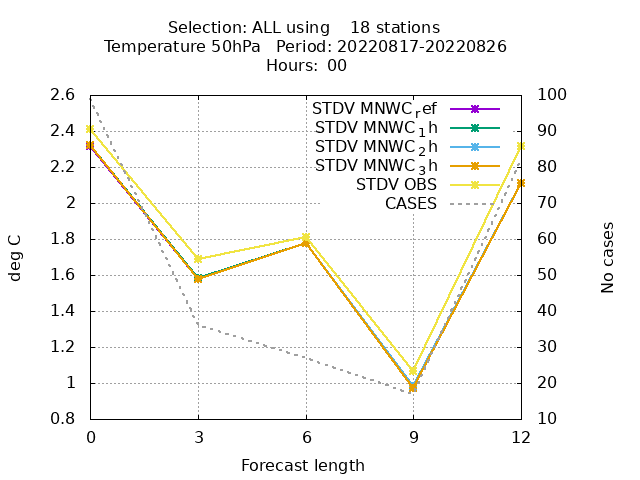 Selection: ALL using    18 stations
Temperature 50hPa   Period: 20220817-20220826
Hours:  00
STDV MNWC_ref
STDV MNWC_1h
STDV MNWC_2h
STDV MNWC_3h
STDV OBS
CASES
2.6
2.4
2.2
2
1.8
1.6
1.4
1.2
1
0.8
deg C
100
90
80
70
60
50
40
30
20
10
No cases
0 3 6 9 12
Forecast length